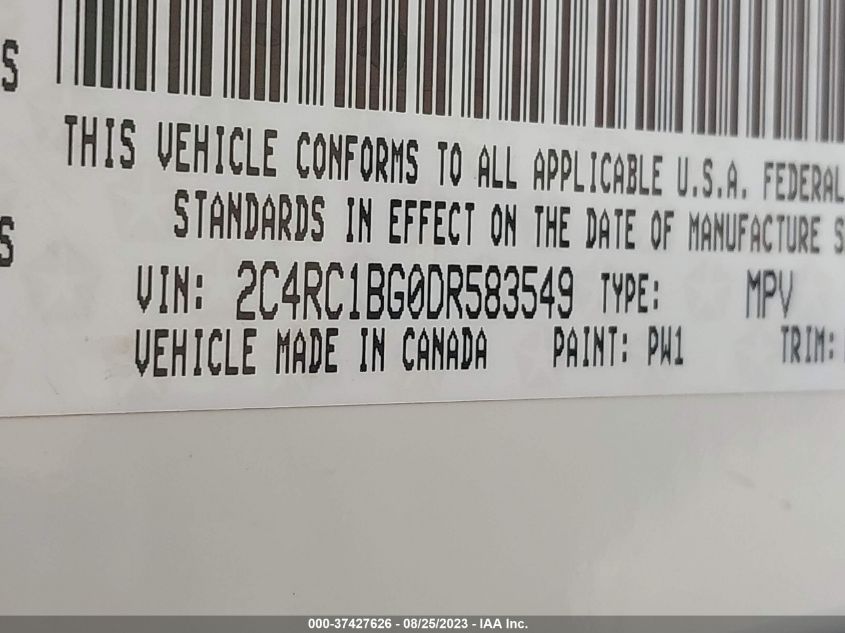 S
THIS VEHICLE CONFORMS TO ALL APPLICABLE U.S.A. FEDERAL
STANDARDS IN EFFECT ON THE DATE OF MANUFACTURE S
S
VIN: 2C4RC1BG0DR583549 TYPE: MPV
VEHICLE MADE IN CANADA PAINT: PW1 TRIM:
000-37427626 - 08/25/2023 - IAA Inc.